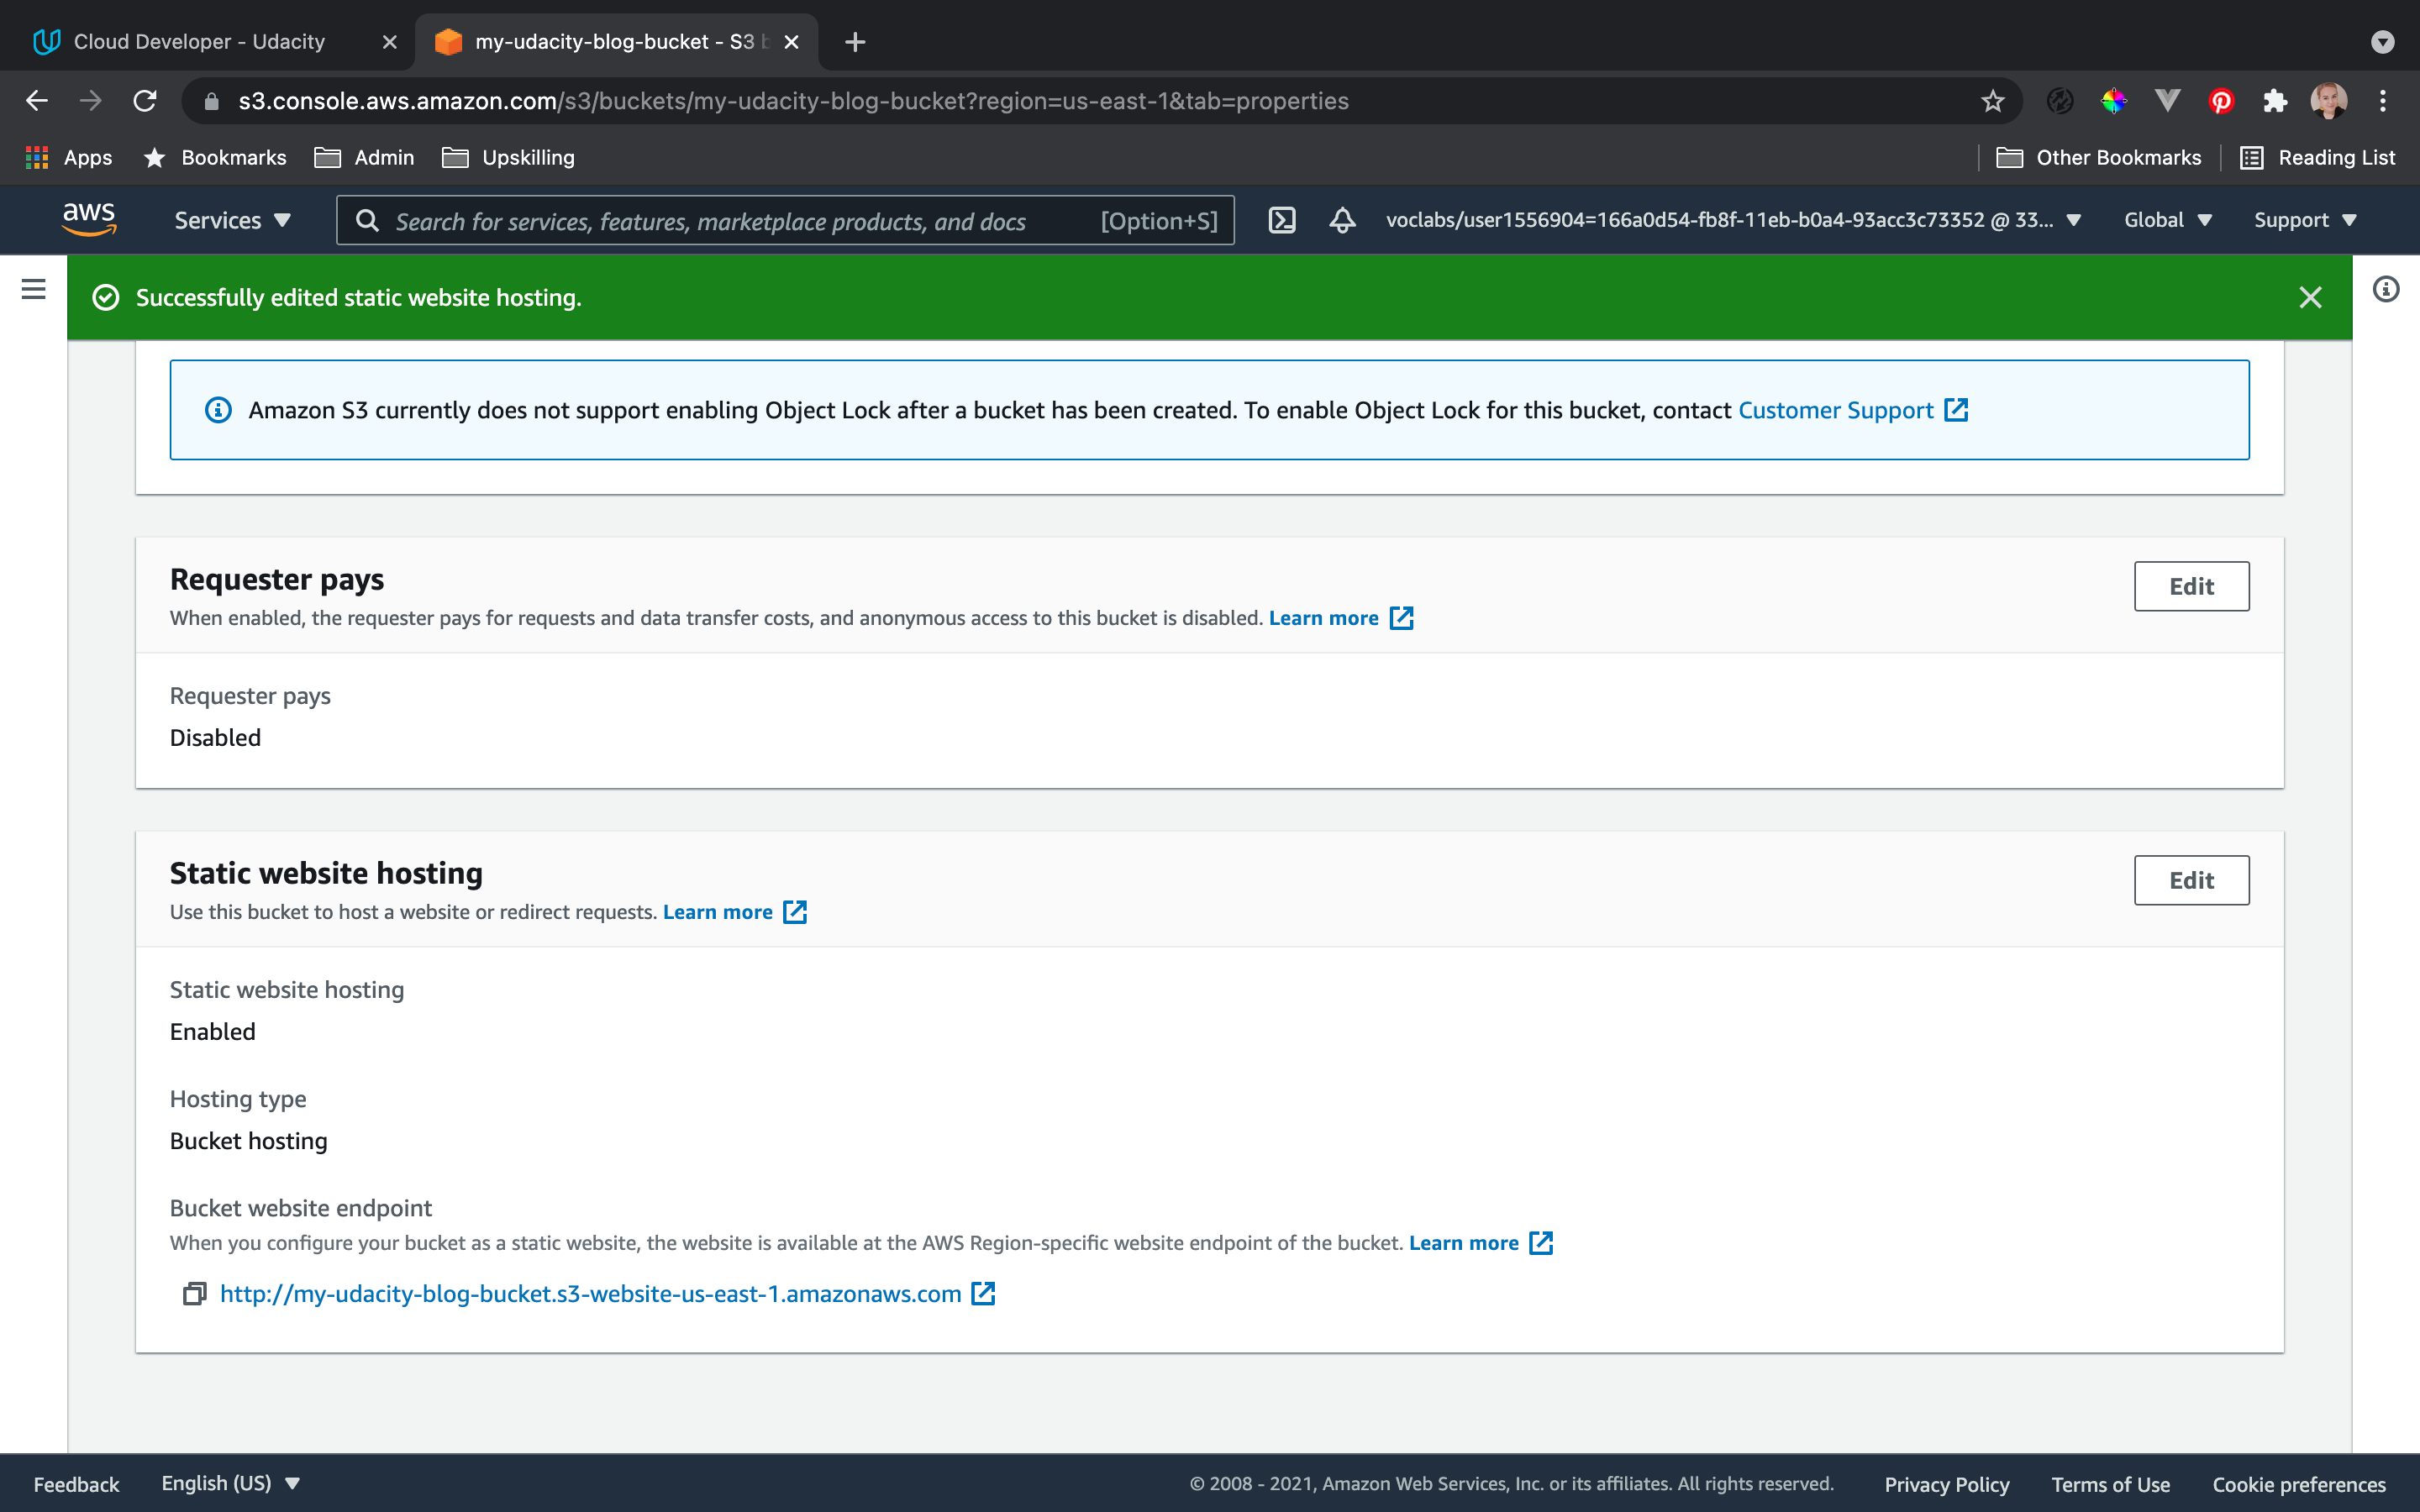 Cloud Developer - Udacity
my-udacity-blog-bucket - S3 b
s3.console.aws.amazon.com/s3/buckets/my-udacity-blog-bucket?region=us-east-1&tab=properties
Apps Bookmarks Admin Upskilling Other Bookmarks Reading List
aws Services Search for services, features, marketplace products, and docs [Option+S] voclabs/user1556904=166a0d54-fb8f-11eb-b0a4-93acc3c73352 @ 33... Global Support
Successfully edited static website hosting.
Amazon S3 currently does not support enabling Object Lock after a bucket has been created. To enable Object Lock for this bucket, contact Customer Support
Requester pays
Edit
When enabled, the requester pays for requests and data transfer costs, and anonymous access to this bucket is disabled. Learn more
Requester pays
Disabled
Static website hosting
Edit
Use this bucket to host a website or redirect requests. Learn more
Static website hosting
Enabled
Hosting type
Bucket hosting
Bucket website endpoint
When you configure your bucket as a static website, the website is available at the AWS Region-specific website endpoint of the bucket. Learn more
http://my-udacity-blog-bucket.s3-website-us-east-1.amazonaws.com
Feedback English (US) © 2008 - 2021, Amazon Web Services, Inc. or its affiliates. All rights reserved. Privacy Policy Terms of Use Cookie preferences